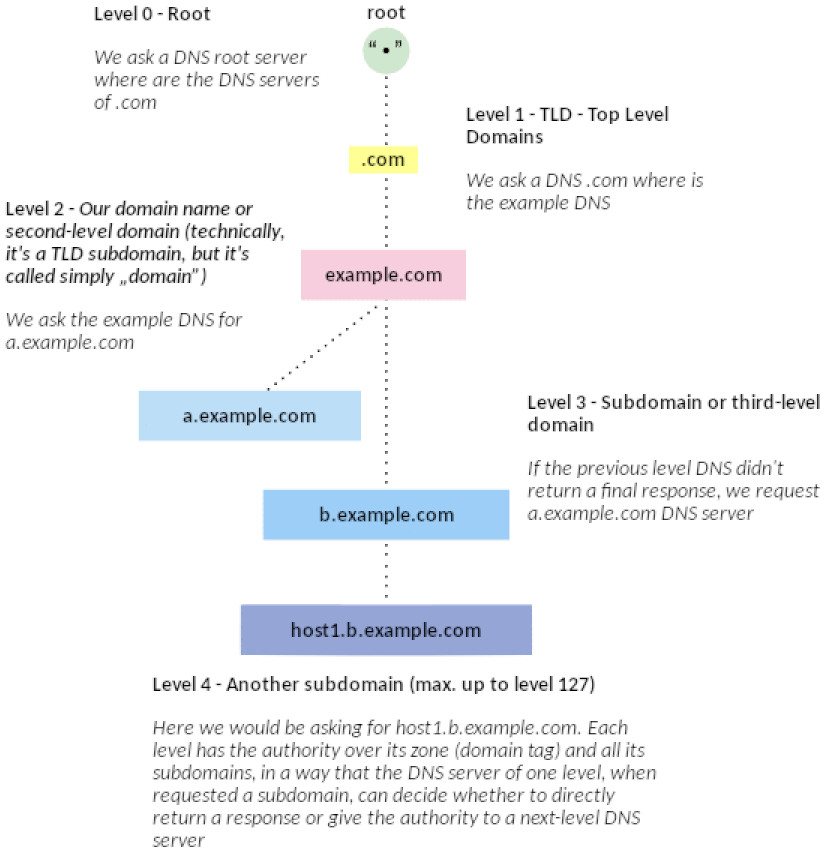 Level 0 - Root
root
We ask a DNS root server
where are the DNS servers
of .com
“•”
Level 1 - TLD - Top Level
Domains
.com
We ask a DNS .com where is
the example DNS
Level 2 - Our domain name or
second-level domain (technically,
it's a TLD subdomain, but it's
called simply „domain”)
example.com
We ask the example DNS for
a.example.com
a.example.com
Level 3 - Subdomain or third-level
domain
If the previous level DNS didn't
return a final response, we request
a.example.com DNS server
b.example.com
host1.b.example.com
Level 4 - Another subdomain (max. up to level 127)
Here we would be asking for host1.b.example.com. Each
level has the authority over its zone (domain tag) and all its
subdomains, in a way that the DNS server of one level, when
requested a subdomain, can decide whether to directly
return a response or give the authority to a next-level DNS
server